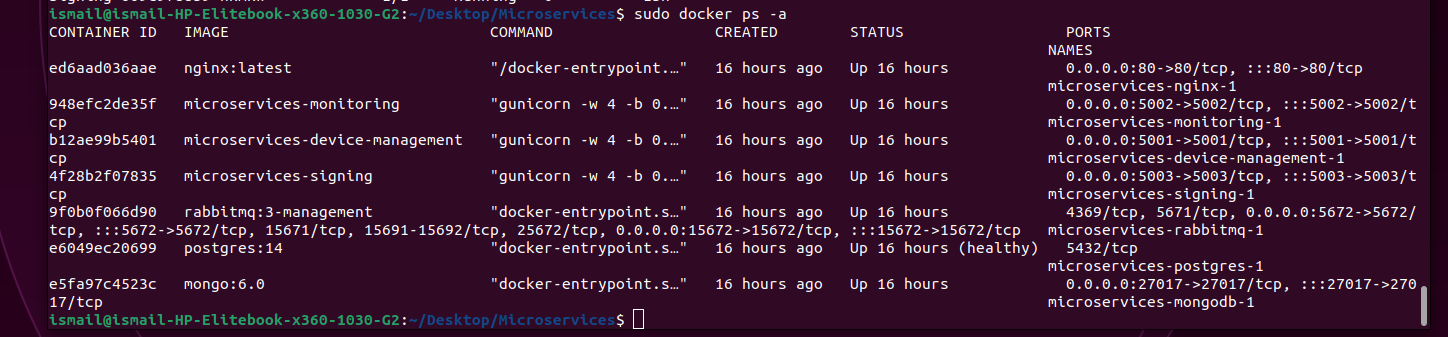 ismail@ismail-HP-Elitebook-x360-1030-G2:~/Desktop/Microservices$ sudo docker ps -a
CONTAINER ID   IMAGE                            COMMAND                  CREATED        STATUS                  PORTS
NAMES
ed6aad036aae   nginx:latest                     "/docker-entrypoint.…"   16 hours ago   Up 16 hours             0.0.0.0:80->80/tcp, :::80->80/tcp
microservices-nginx-1
948efc2de35f   microservices-monitoring         "gunicorn -w 4 -b 0.…"   16 hours ago   Up 16 hours             0.0.0.0:5002->5002/tcp, :::5002->5002/t
cp microservices-monitoring-1
b12ae99b5401   microservices-device-management   "gunicorn -w 4 -b 0.…"   16 hours ago   Up 16 hours             0.0.0.0:5001->5001/tcp, :::5001->5001/t
cp microservices-device-management-1
4f28b2f07835   microservices-signing            "gunicorn -w 4 -b 0.…"   16 hours ago   Up 16 hours             0.0.0.0:5003->5003/tcp, :::5003->5003/t
cp microservices-signing-1
9f0b0f066d90   rabbitmq:3-management            "docker-entrypoint.s…"   16 hours ago   Up 16 hours             4369/tcp, 5671/tcp, 0.0.0.0:5672->5672/
tcp, :::5672->5672/tcp, 15671/tcp, 15691-15692/tcp, 25672/tcp, 0.0.0.0:15672->15672/tcp, :::15672->15672/tcp   microservices-rabbitmq-1
e6049ec20699   postgres:14                      "docker-entrypoint.s…"   16 hours ago   Up 16 hours (healthy)   5432/tcp
microservices-postgres-1
e5fa97c4523c   mongo:6.0                        "docker-entrypoint.s…"   16 hours ago   Up 16 hours             0.0.0.0:27017->27017/tcp, :::27017->270
17/tcp microservices-mongodb-1
ismail@ismail-HP-Elitebook-x360-1030-G2:~/Desktop/Microservices$